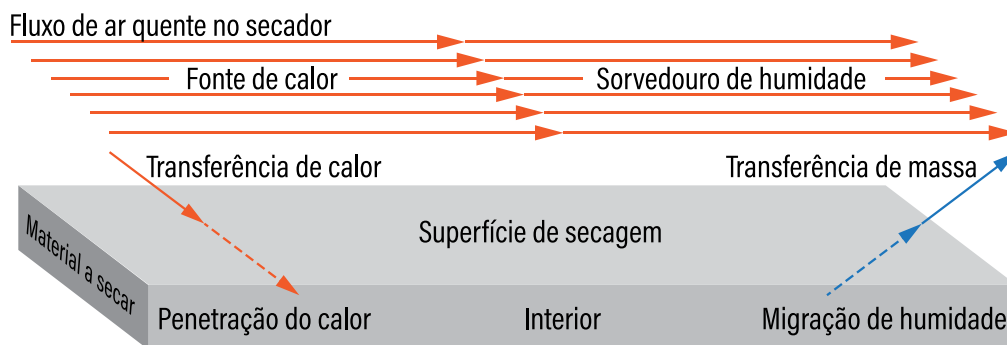 Fluxo de ar quente no secador
Fonte de calor
Sorvedouro de humidade
Transferência de calor
Transferência de massa
Superfície de secagem
Material a secar
Penetração do calor
Interior
Migração de humidade